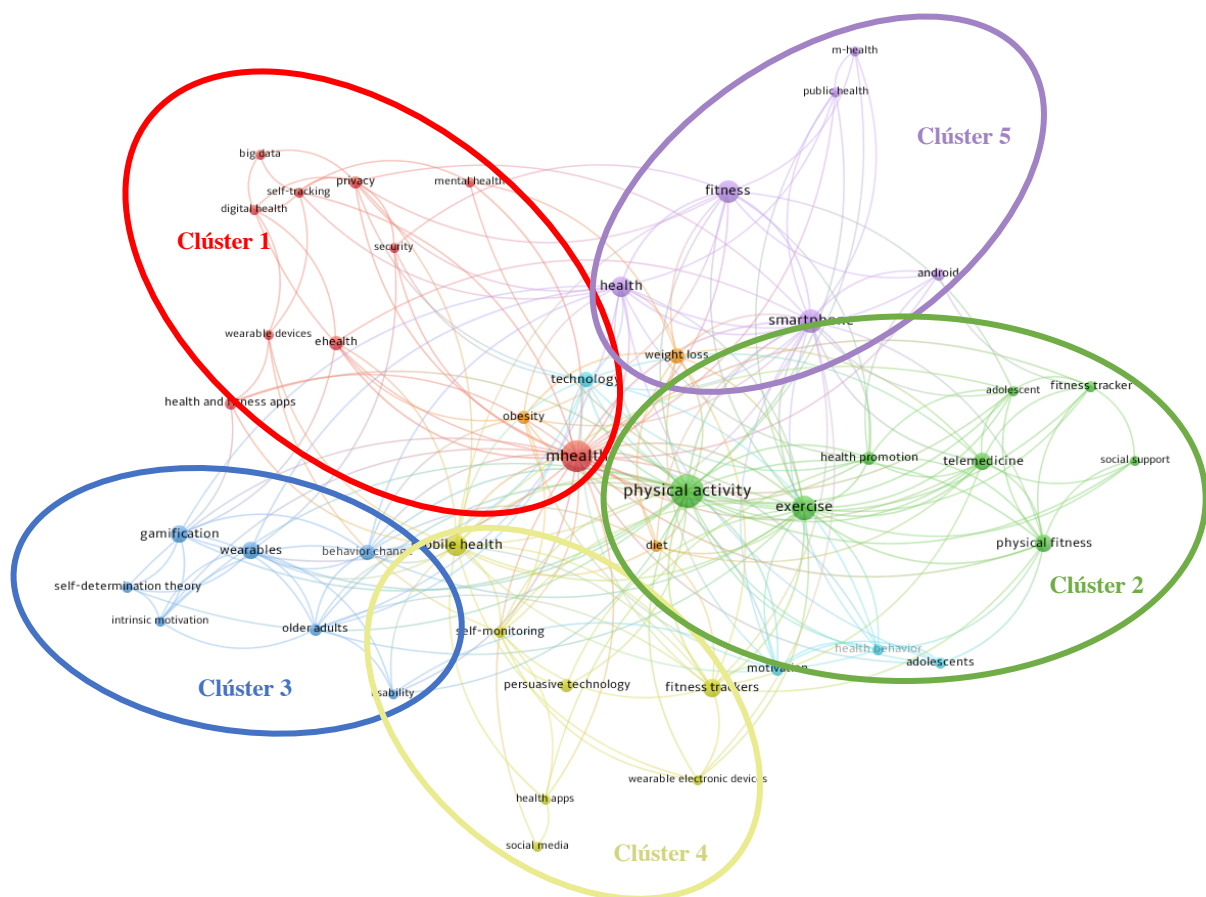 m-health
public health
Clúster 5
big data
self-tracking
privacy
mental health
digital health
fitness
Clúster 1
security
android
health
smartphone
wearable devices
ehealth
weight loss
technology
health and fitness apps
obesity
adolescent
fitness tracker
mhealth
health promotion
telemedicine
social support
physical activity
exercise
gamification
wearables
behavior change
mobile health
diet
physical fitness
Clúster 2
self-determination theory
intrinsic motivation
older adults
self-monitoring
health behavior
adolescents
motivation
Clúster 3
usability
persuasive technology
fitness trackers
wearable electronic devices
health apps
social media
Clúster 4